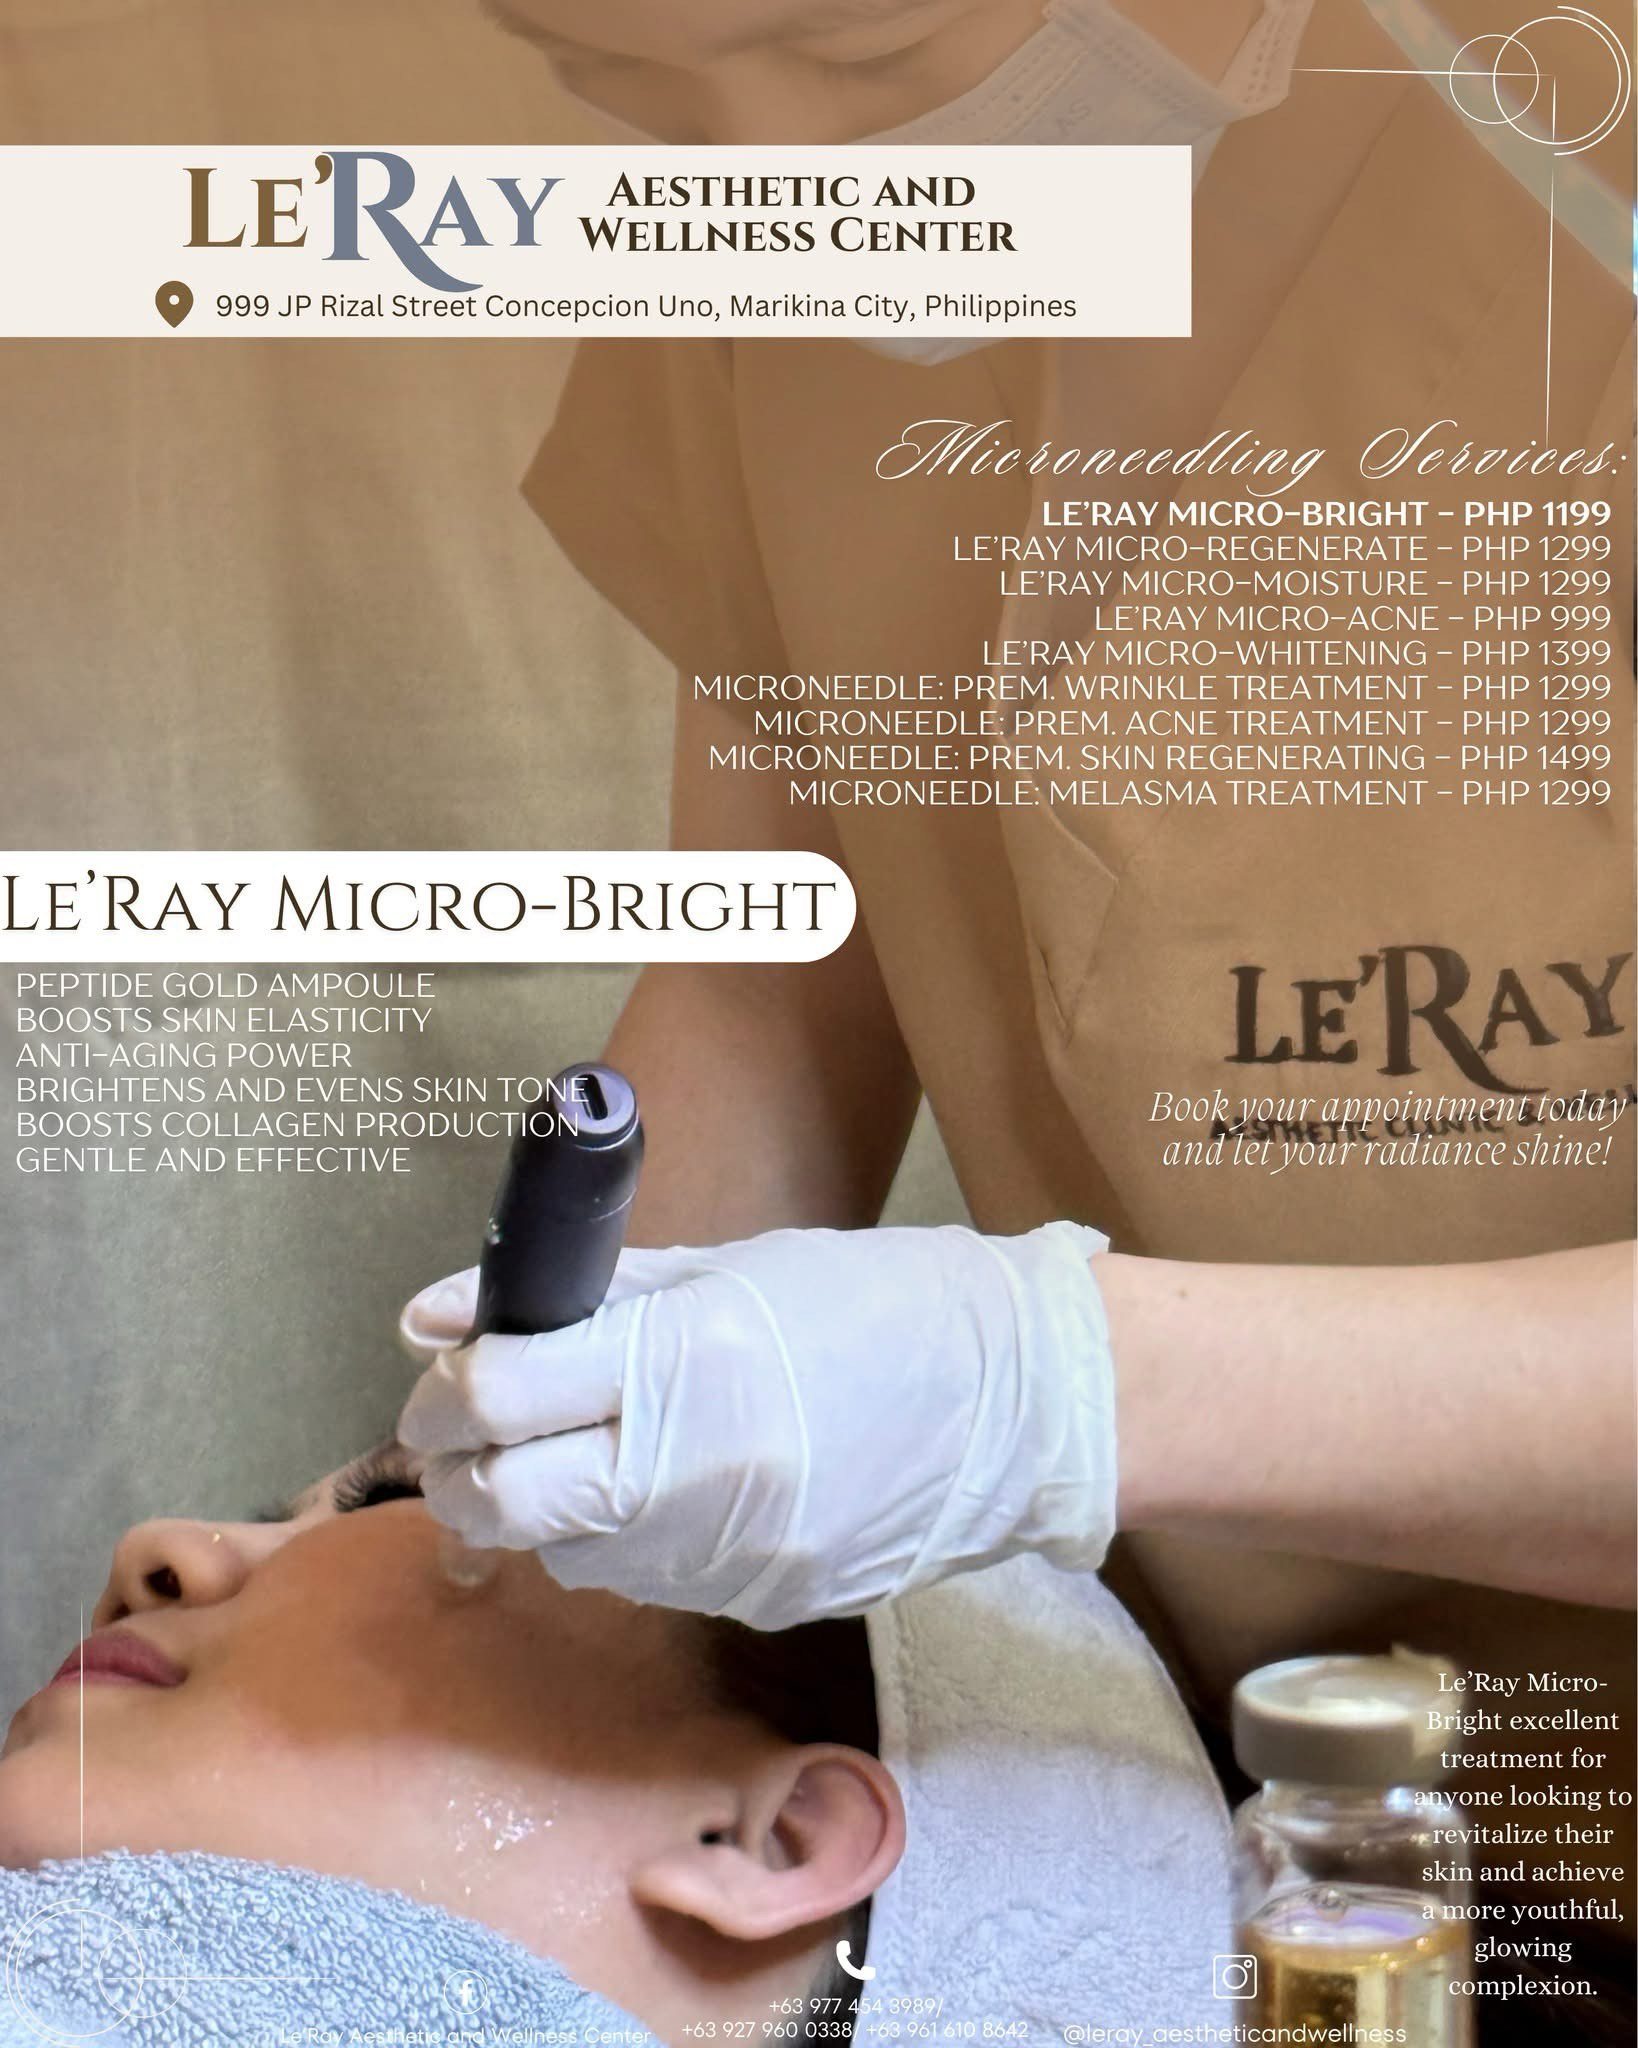 LE'RAY AESTHETIC AND
WELLNESS CENTER
999 JP Rizal Street Concepcion Uno, Marikina City, Philippines
Microneedling Services:
LE'RAY MICRO-BRIGHT - PHP 1199
LE'RAY MICRO-REGENERATE - PHP 1299
LE'RAY MICRO-MOISTURE - PHP 1299
LE'RAY MICRO-ACNE - PHP 999
LE'RAY MICRO-WHITENING - PHP 1399
MICRONEEDLE: PREM. WRINKLE TREATMENT - PHP 1299
MICRONEEDLE: PREM. ACNE TREATMENT - PHP 1299
MICRONEEDLE: PREM. SKIN REGENERATING - PHP 1499
MICRONEEDLE: MELASMA TREATMENT - PHP 1299
LE'RAY MICRO-BRIGHT
PEPTIDE GOLD AMPOULE
BOOSTS SKIN ELASTICITY
ANTI-AGING POWER
BRIGHTENS AND EVENS SKIN TONE
BOOSTS COLLAGEN PRODUCTION
GENTLE AND EFFECTIVE
LE'RAY
AESTHETIC CLINIC &
Book your appointment today
and let your radiance shine!
Le'Ray Micro-
Bright excellent
treatment for
anyone looking to
revitalize their
skin and achieve
a more youthful,
glowing
complexion.
Le'Ray Aesthetic and Wellness Center
+63 977 454 3989/
+63 927 960 0338/ +63 961 610 8642
@leray_aestheticandwellness